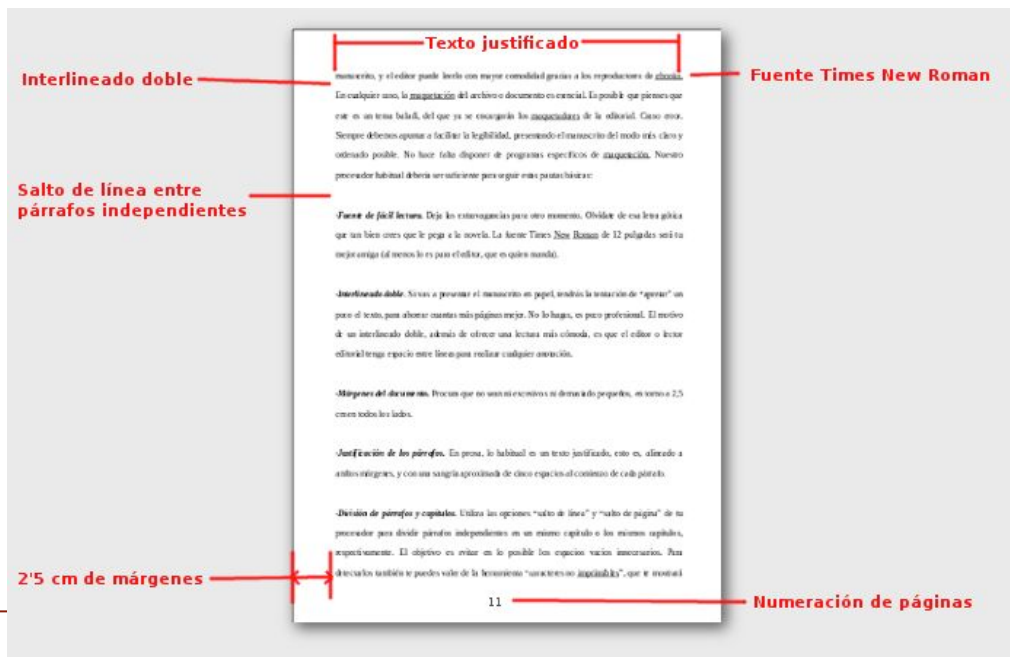 Texto justificado
Interlineado doble
Fuente Times New Roman
manuscrito, y el editor puede leerlo con mayor comodidad gracias a los reproductores de ebooks.
En cualquier caso, la maquetación del archivo o documento es esencial. Es posible que pienses que
este es un tema baladí, del que ya se encargarán los maquetadores de la editorial. Craso error.
Siempre debemos apuntar a facilitar la legibilidad, presentando el manuscrito del modo más claro y
ordenado posible. No hace falta disponer de programas específicos de maquetación. Nuestro
procesador habitual debería ser suficiente para seguir estas pautas básicas:
Salto de línea entre
párrafos independientes
-Fuente de fácil lectura. Deja las extravagancias para otro momento. Olvídate de esa letra gótica
que tan bien crees que le pega a la novela. La fuente Times New Roman de 12 pulgadas será tu
mejor amiga (al menos lo es para el editor, que es quien manda).
-Interlineado doble. Si vas a presentar el manuscrito en papel, tendrás la tentación de "apretar" un
poco el texto, para ahorrar cuantas más páginas mejor. No lo hagas, es poco profesional. El motivo
de un interlineado doble, además de ofrecer una lectura más cómoda, es que el editor o lector
editorial tenga espacio entre líneas para realizar cualquier anotación.
-Márgenes del documento. Procura que no sean ni excesivos ni demasiado pequeños, en torno a 2,5
cm en todos los lados.
-Justificación de los párrafos. En prosa, lo habitual es un texto justificado, esto es, alineado a
ambos márgenes, y con una sangría aproximada de cinco espacios al comienzo de cada párrafo.
-División de párrafos y capítulos. Utiliza las opciones "salto de línea" y "salto de página" de tu
procesador para dividir párrafos independientes en un mismo capítulo o los mismos capítulos,
respectivamente. El objetivo es evitar en lo posible los espacios vacíos innecesarios. Para
detectarlos también te puedes valer de la herramienta "caracteres no imprimibles", que te mostrará
2'5 cm de márgenes
11
Numeración de páginas